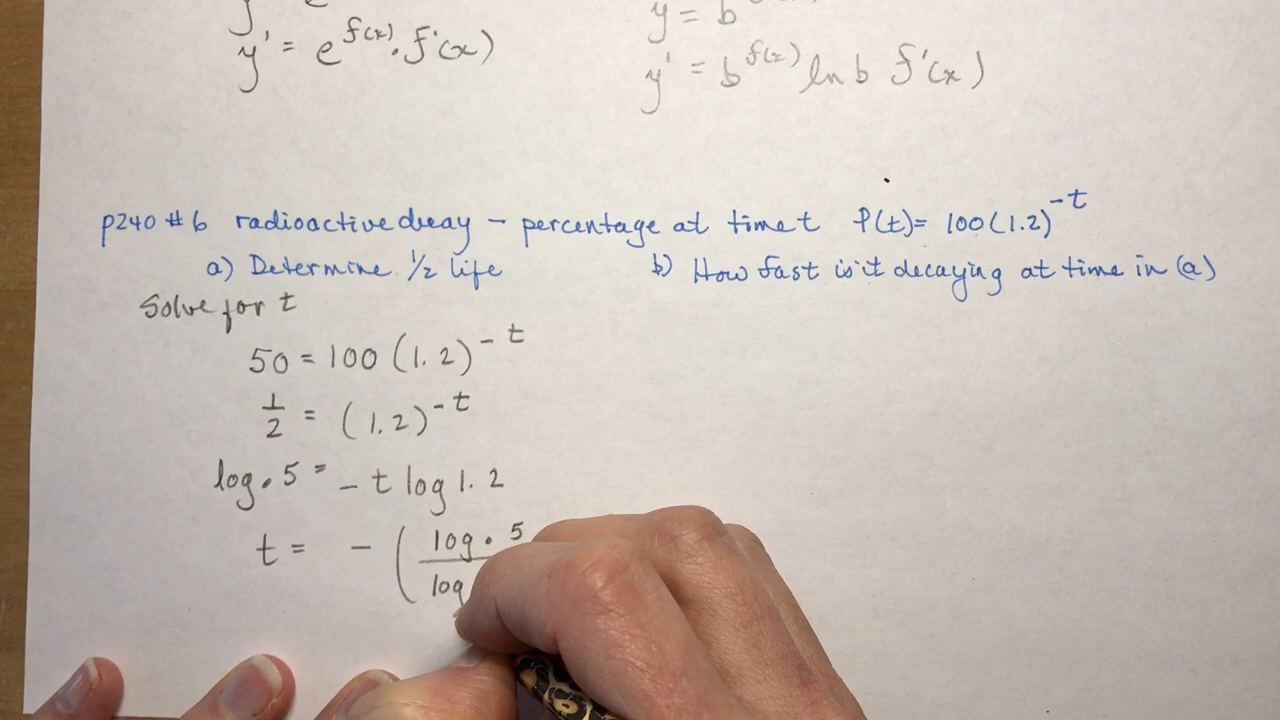 y' = e^f(x) · f'(x)
y = b
y' = b^f(x) ln b f'(x)
p240 #6 radioactive decay – percentage at time t P(t) = 100(1.2)^-t
a) Determine 1/2 life
b) How fast is it decaying at time in (a)
Solve for t
50 = 100 (1.2)^-t
1/2 = (1.2)^-t
log .5 = -t log 1.2
t = - ( log .5 / log